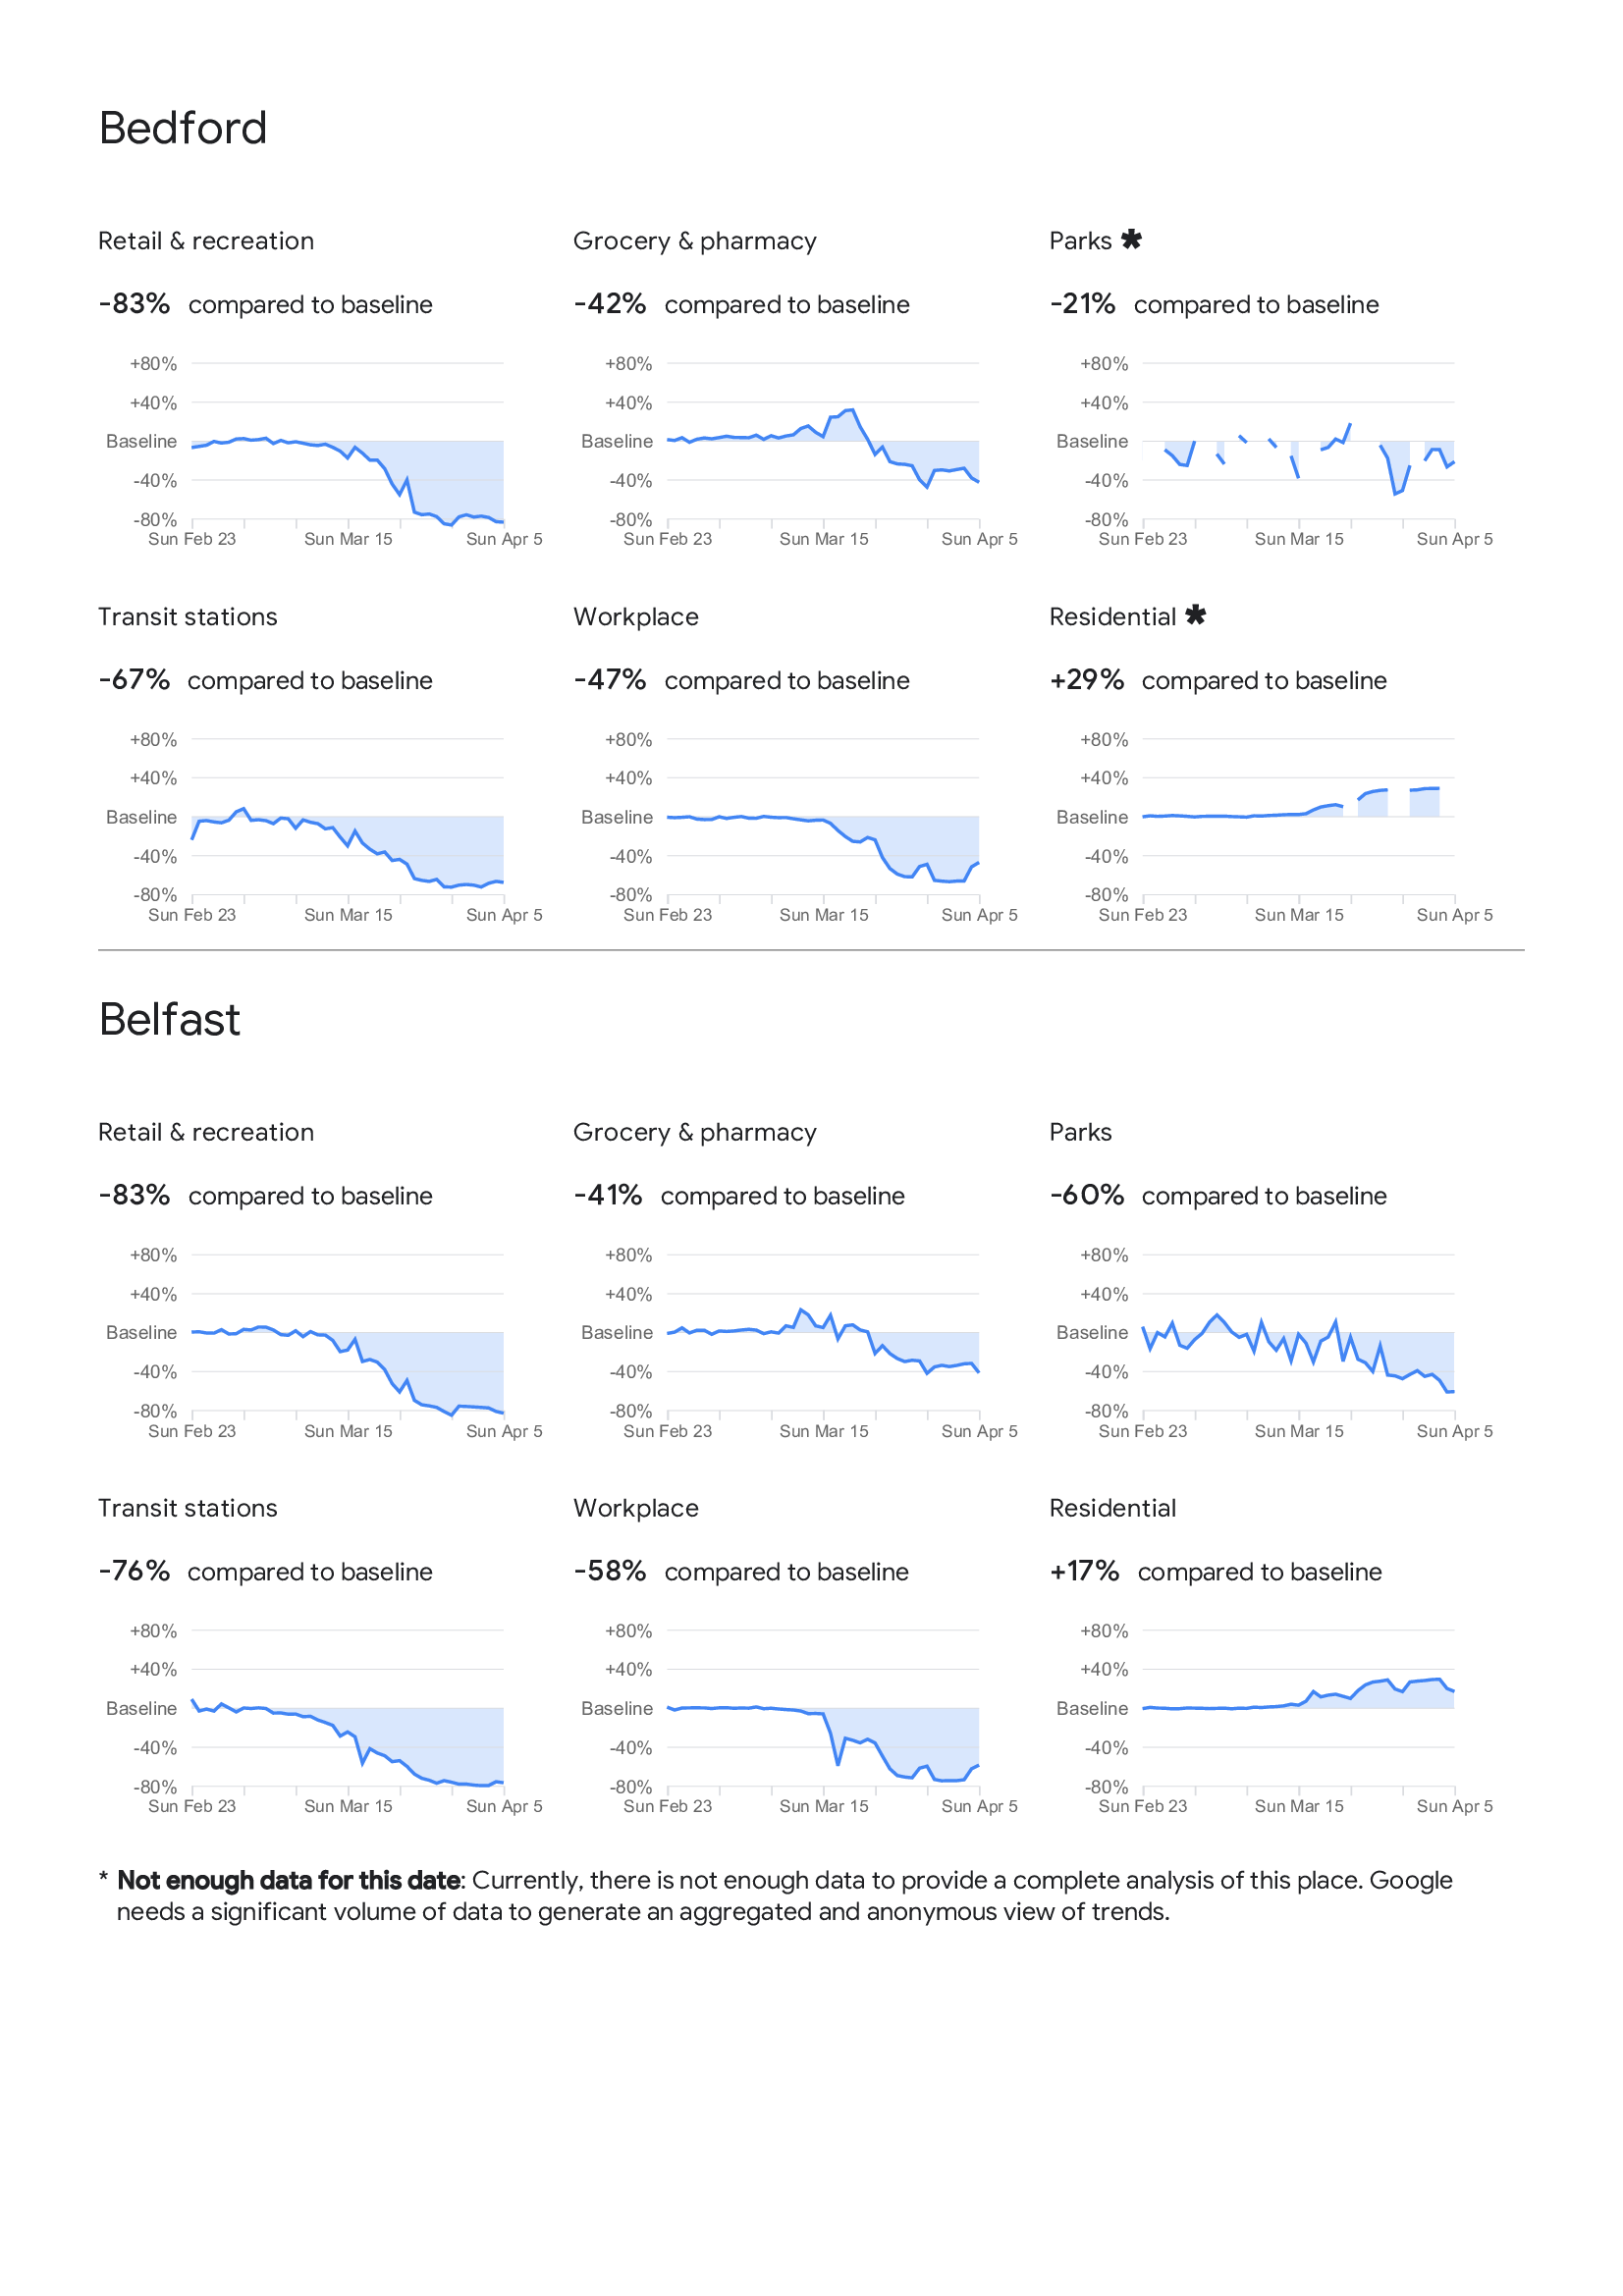 Bedford
Retail & recreation
-83% compared to baseline
+80%
+40%
Baseline
-40%
-80%
Sun Feb 23 Sun Mar 15 Sun Apr 5
Grocery & pharmacy
-42% compared to baseline
+80%
+40%
Baseline
-40%
-80%
Sun Feb 23 Sun Mar 15 Sun Apr 5
Parks *
-21% compared to baseline
+80%
+40%
Baseline
-40%
-80%
Sun Feb 23 Sun Mar 15 Sun Apr 5
Transit stations
-67% compared to baseline
+80%
+40%
Baseline
-40%
-80%
Sun Feb 23 Sun Mar 15 Sun Apr 5
Workplace
-47% compared to baseline
+80%
+40%
Baseline
-40%
-80%
Sun Feb 23 Sun Mar 15 Sun Apr 5
Residential *
+29% compared to baseline
+80%
+40%
Baseline
-40%
-80%
Sun Feb 23 Sun Mar 15 Sun Apr 5
Belfast
Retail & recreation
-83% compared to baseline
+80%
+40%
Baseline
-40%
-80%
Sun Feb 23 Sun Mar 15 Sun Apr 5
Grocery & pharmacy
-41% compared to baseline
+80%
+40%
Baseline
-40%
-80%
Sun Feb 23 Sun Mar 15 Sun Apr 5
Parks
-60% compared to baseline
+80%
+40%
Baseline
-40%
-80%
Sun Feb 23 Sun Mar 15 Sun Apr 5
Transit stations
-76% compared to baseline
+80%
+40%
Baseline
-40%
-80%
Sun Feb 23 Sun Mar 15 Sun Apr 5
Workplace
-58% compared to baseline
+80%
+40%
Baseline
-40%
-80%
Sun Feb 23 Sun Mar 15 Sun Apr 5
Residential
+17% compared to baseline
+80%
+40%
Baseline
-40%
-80%
Sun Feb 23 Sun Mar 15 Sun Apr 5
* Not enough data for this date: Currently, there is not enough data to provide a complete analysis of this place. Google
needs a significant volume of data to generate an aggregated and anonymous view of trends.